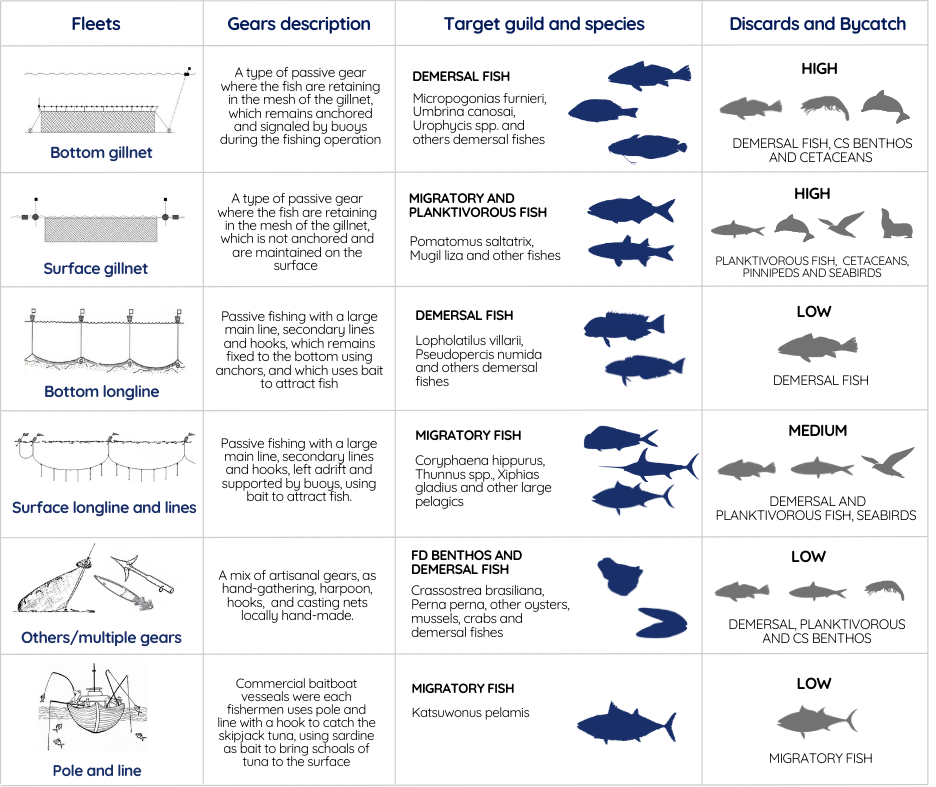 Fleets
Gears description
Target guild and species
Discards and Bycatch
Bottom gillnet
A type of passive gear
where the fish are retaining
in the mesh of the gillnet,
which remains anchored
and signaled by buoys
during the fishing operation
DEMERSAL FISH
Micropogonias furnieri,
Umbrina canosai,
Urophycis spp. and
others demersal fishes
HIGH
DEMERSAL FISH, CS BENTHOS
AND CETACEANS
Surface gillnet
A type of passive gear
where the fish are retaining
in the mesh of the gillnet,
which is not anchored and
are maintained on the
surface
MIGRATORY AND
PLANKTIVOROUS FISH
Pomatomus saltatrix,
Mugil liza and other fishes
HIGH
PLANKTIVOROUS FISH, CETACEANS,
PINNIPEDS AND SEABIRDS
Bottom longline
Passive fishing with a large
main line, secondary lines
and hooks, which remains
fixed to the bottom using
anchors, and which uses bait
to attract fish
DEMERSAL FISH
Lopholatilus villarii,
Pseudopercis numida
and others demersal
fishes
LOW
DEMERSAL FISH
Surface longline and lines
Passive fishing with a large
main line, secondary lines
and hooks, left adrift and
supported by buoys, using
bait to attract fish.
MIGRATORY FISH
Coryphaena hippurus,
Thunnus spp., Xiphias
gladius and other large
pelagics
MEDIUM
DEMERSAL AND
PLANKTIVOROUS FISH, SEABIRDS
Others/multiple gears
A mix of artisanal gears, as
hand-gathering, harpoon,
hooks, and casting nets
locally hand-made.
FD BENTHOS AND
DEMERSAL FISH
Crassostrea brasiliana,
Perna perna, other oysters,
mussels, crabs and
demersal fishes
LOW
DEMERSAL, PLANKTIVOROUS
AND CS BENTHOS
Pole and line
Commercial baitboat
vesseals were each
fishermen uses pole and
line with a hook to catch the
skipjack tuna, using sardine
as bait to bring schoals of
tuna to the surface
MIGRATORY FISH
Katsuwonus pelamis
LOW
MIGRATORY FISH